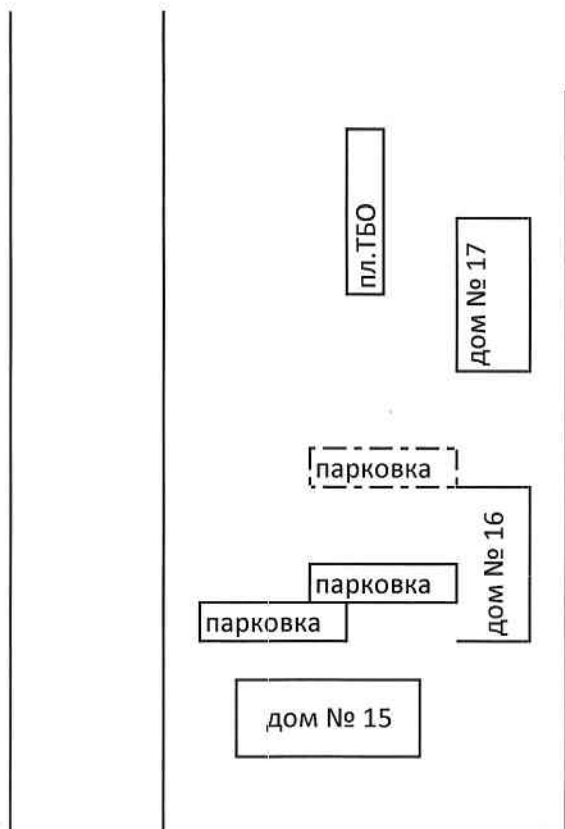 пл.ТБО
дом № 17
парковка
дом № 16
парковка
парковка
дом № 15